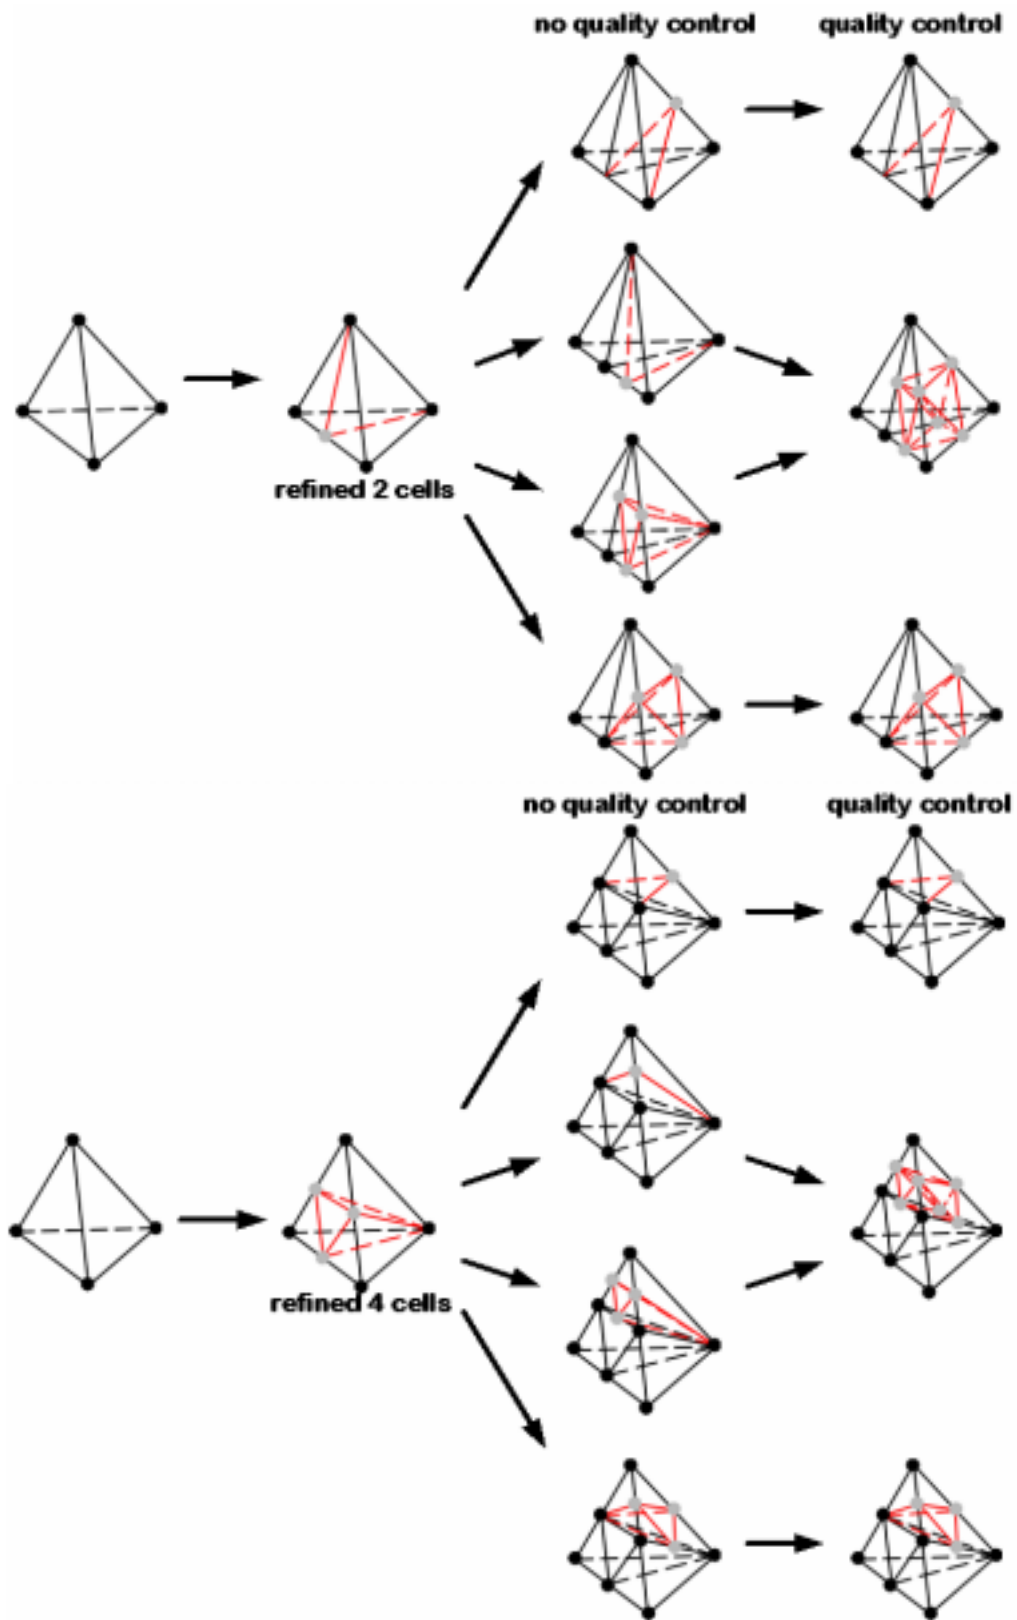 no quality control
quality control
refined 2 cells
no quality control
quality control
refined 4 cells